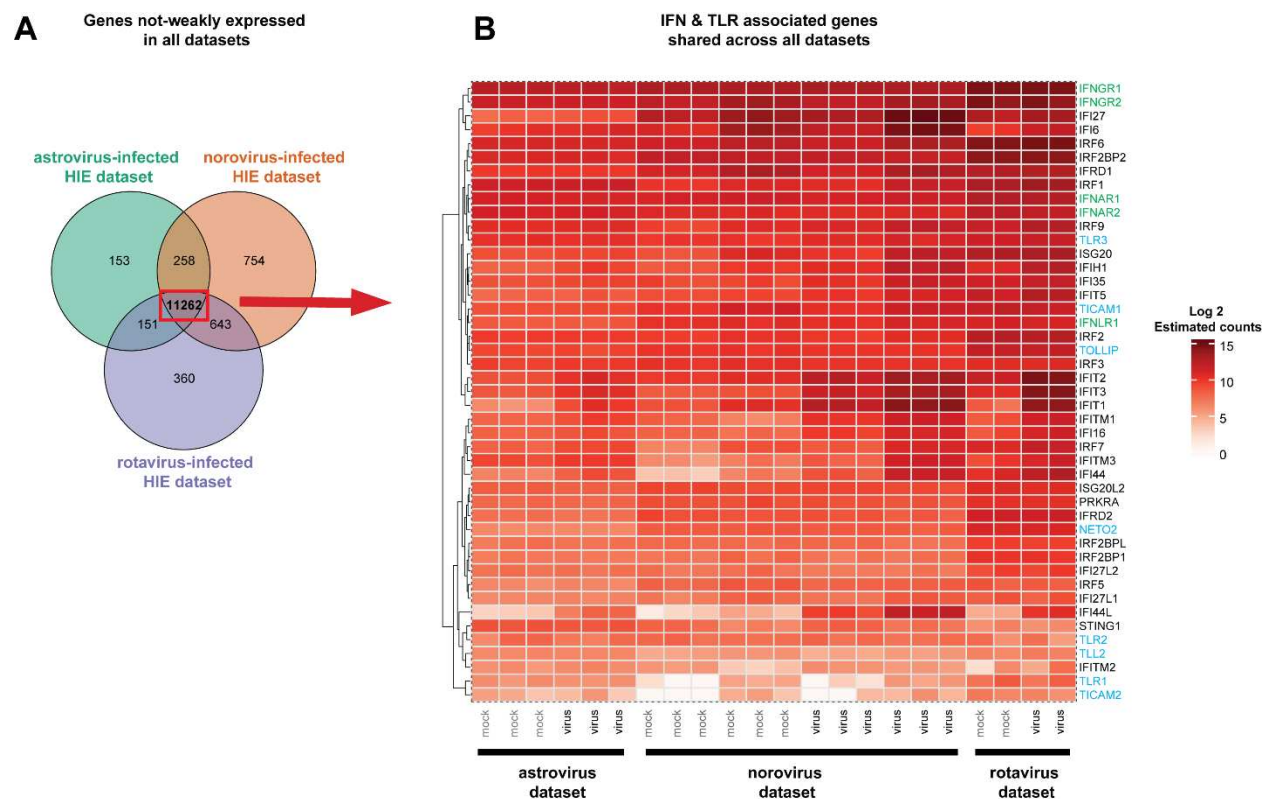 A
Genes not-weakly expressed
in all datasets
astrovirus-infected
HIE dataset
norovirus-infected
HIE dataset
153
258
754
11262
151
643
360
rotavirus-infected
HIE dataset
B
IFN & TLR associated genes
shared across all datasets
IFNGR1
IFNGR2
IFI27
IFI6
IRF6
IRF2BP2
IFRD1
IRF1
IFNAR1
IFNAR2
IRF9
TLR3
ISG20
IFIH1
IFI35
IFIT5
TICAM1
IFNLR1
IRF2
TOLLIP
IRF3
IFIT2
IFIT3
IFIT1
IFITM1
IFI16
IRF7
IFITM3
IFI44
ISG20L2
PRKRA
IFRD2
NETO2
IRF2BPL
IRF2BP1
IFI27L2
IRF5
IFI27L1
IFI44L
STING1
TLR2
TLL2
IFITM2
TLR1
TICAM2
mock
mock
mock
virus
virus
virus
mock
mock
mock
mock
mock
mock
virus
virus
virus
virus
virus
virus
mock
mock
virus
virus
astrovirus
dataset
norovirus
dataset
rotavirus
dataset
Log 2
Estimated counts
15
10
5
0